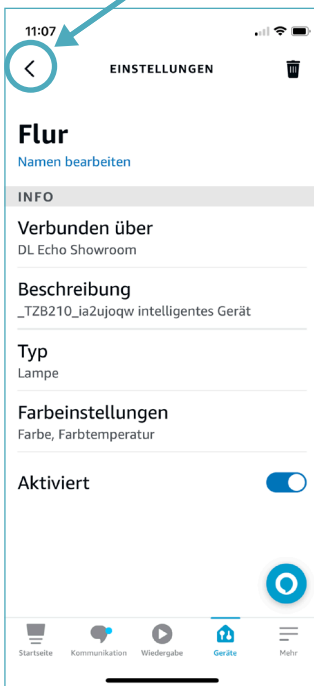 11:07
EINSTELLUNGEN
Flur
Namen bearbeiten
INFO
Verbunden über
DL Echo Showroom
Beschreibung
_TZB210_ia2ujoqw intelligentes Gerät
Typ
Lampe
Farbeinstellungen
Farbe, Farbtemperatur
Aktiviert
Startseite Kommunikation Wiedergabe Geräte Mehr